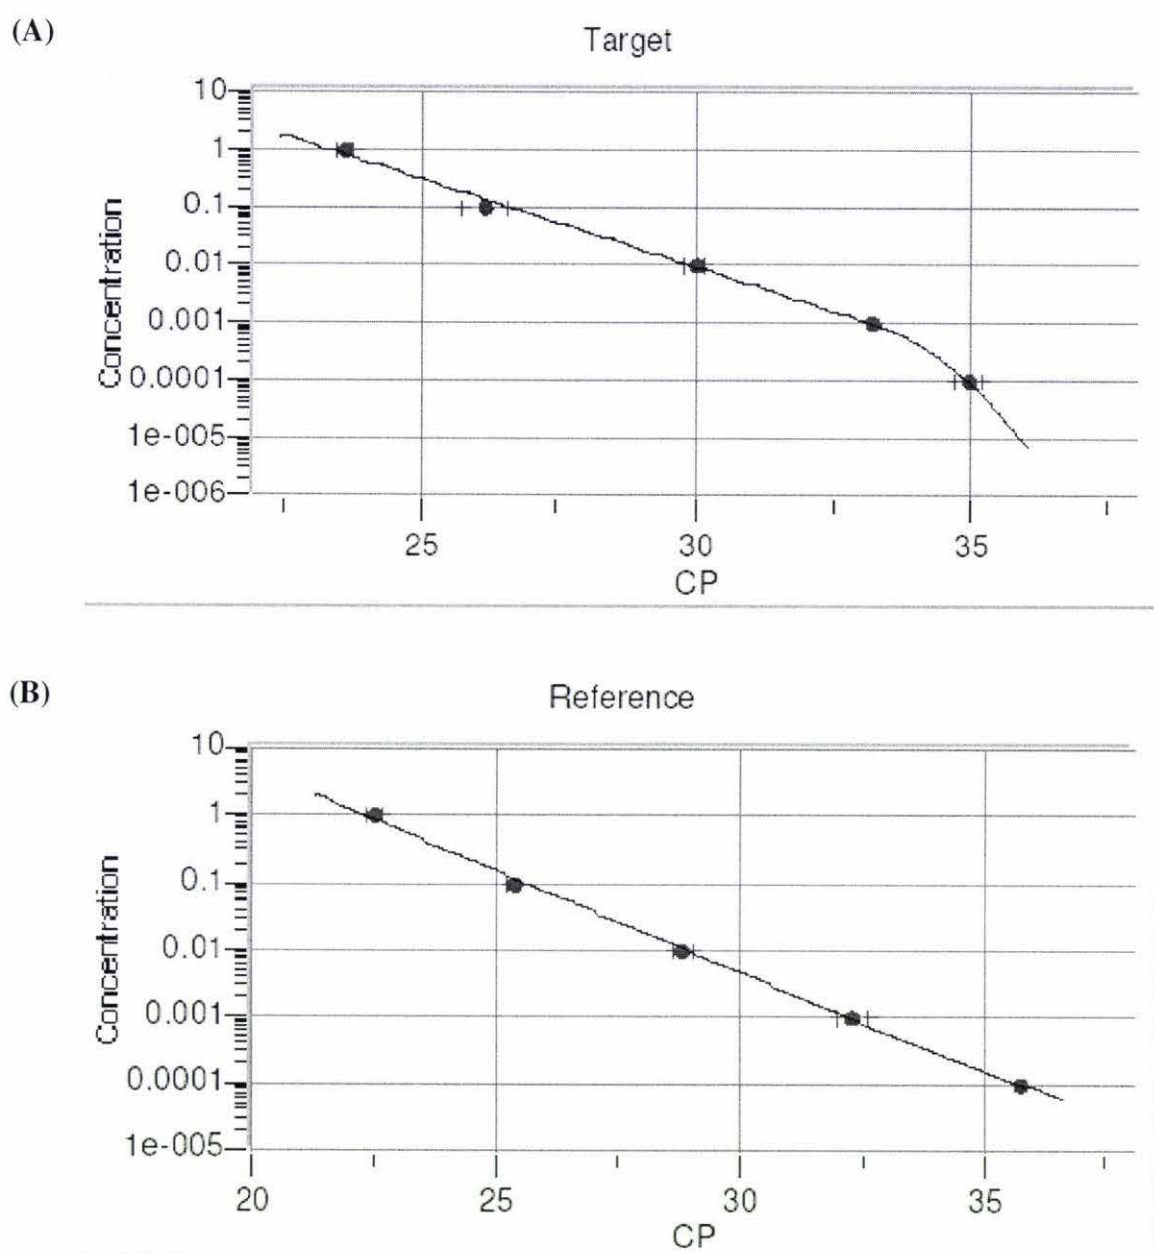 (A)
Target
10
1
0.1
0.01
0.001
0.0001
1e-005
1e-006
Concentration
25 30 35
CP
(B)
Reference
10
1
0.1
0.01
0.001
0.0001
1e-005
Concentration
20 25 30 35
CP